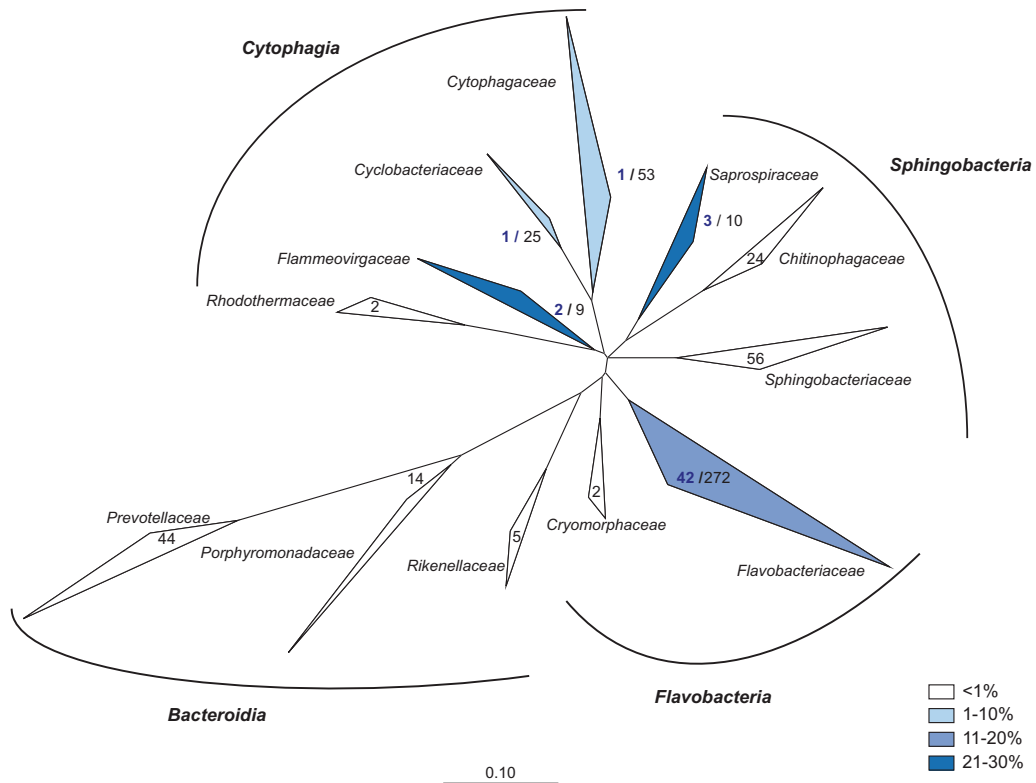 Cytophagia
Cytophagaceae
Sphingobacteria
Cyclobacteriaceae
1 / 53
Saprospiraceae
3 / 10
1 / 25
Flammeovirgaceae
24
Chitinophagaceae
Rhodothermaceae
2
2 / 9
56
Sphingobacteriaceae
14
42 /272
Prevotellaceae
44
Porphyromonadaceae
5
2
Cryomorphaceae
Rikenellaceae
Flavobacteriaceae
Bacteroidia
Flavobacteria
<1%
1-10%
11-20%
21-30%
0.10